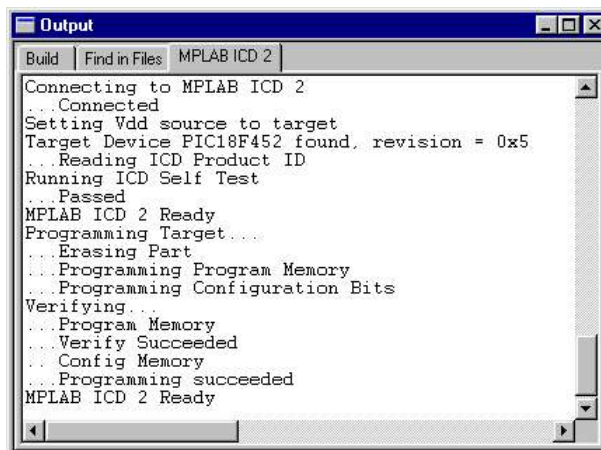 Output
Build Find in Files MPLAB ICD 2
Connecting to MPLAB ICD 2
...Connected
Setting Vdd source to target
Target Device PIC18F452 found, revision = 0x5
...Reading ICD Product ID
Running ICD Self Test
...Passed
MPLAB ICD 2 Ready
Programming Target...
...Erasing Part
...Programming Program Memory
...Programming Configuration Bits
Verifying...
...Program Memory
...Verify Succeeded
.. Config Memory
...Programming succeeded
MPLAB ICD 2 Ready